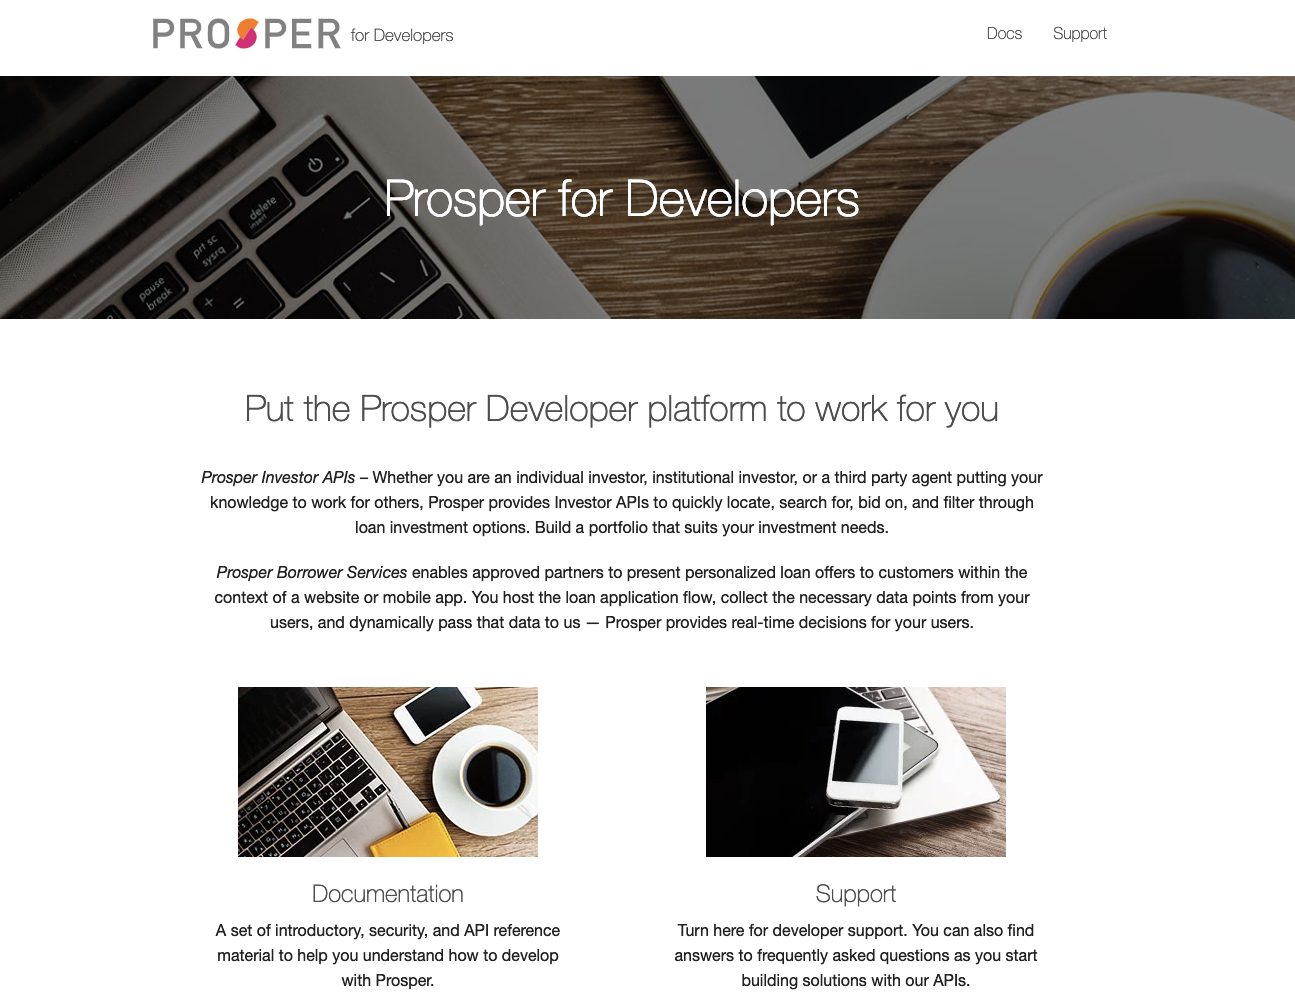 PROSPER for Developers
Docs
Support
delete
insert
prt sc
sysrq
pause
break
+ =
\ /
Prosper for Developers
Put the Prosper Developer platform to work for you
Prosper Investor APIs – Whether you are an individual investor, institutional investor, or a third party agent putting your
knowledge to work for others, Prosper provides Investor APIs to quickly locate, search for, bid on, and filter through
loan investment options. Build a portfolio that suits your investment needs.
Prosper Borrower Services enables approved partners to present personalized loan offers to customers within the
context of a website or mobile app. You host the loan application flow, collect the necessary data points from your
users, and dynamically pass that data to us — Prosper provides real-time decisions for your users.
Documentation
A set of introductory, security, and API reference
material to help you understand how to develop
with Prosper.
Support
Turn here for developer support. You can also find
answers to frequently asked questions as you start
building solutions with our APIs.